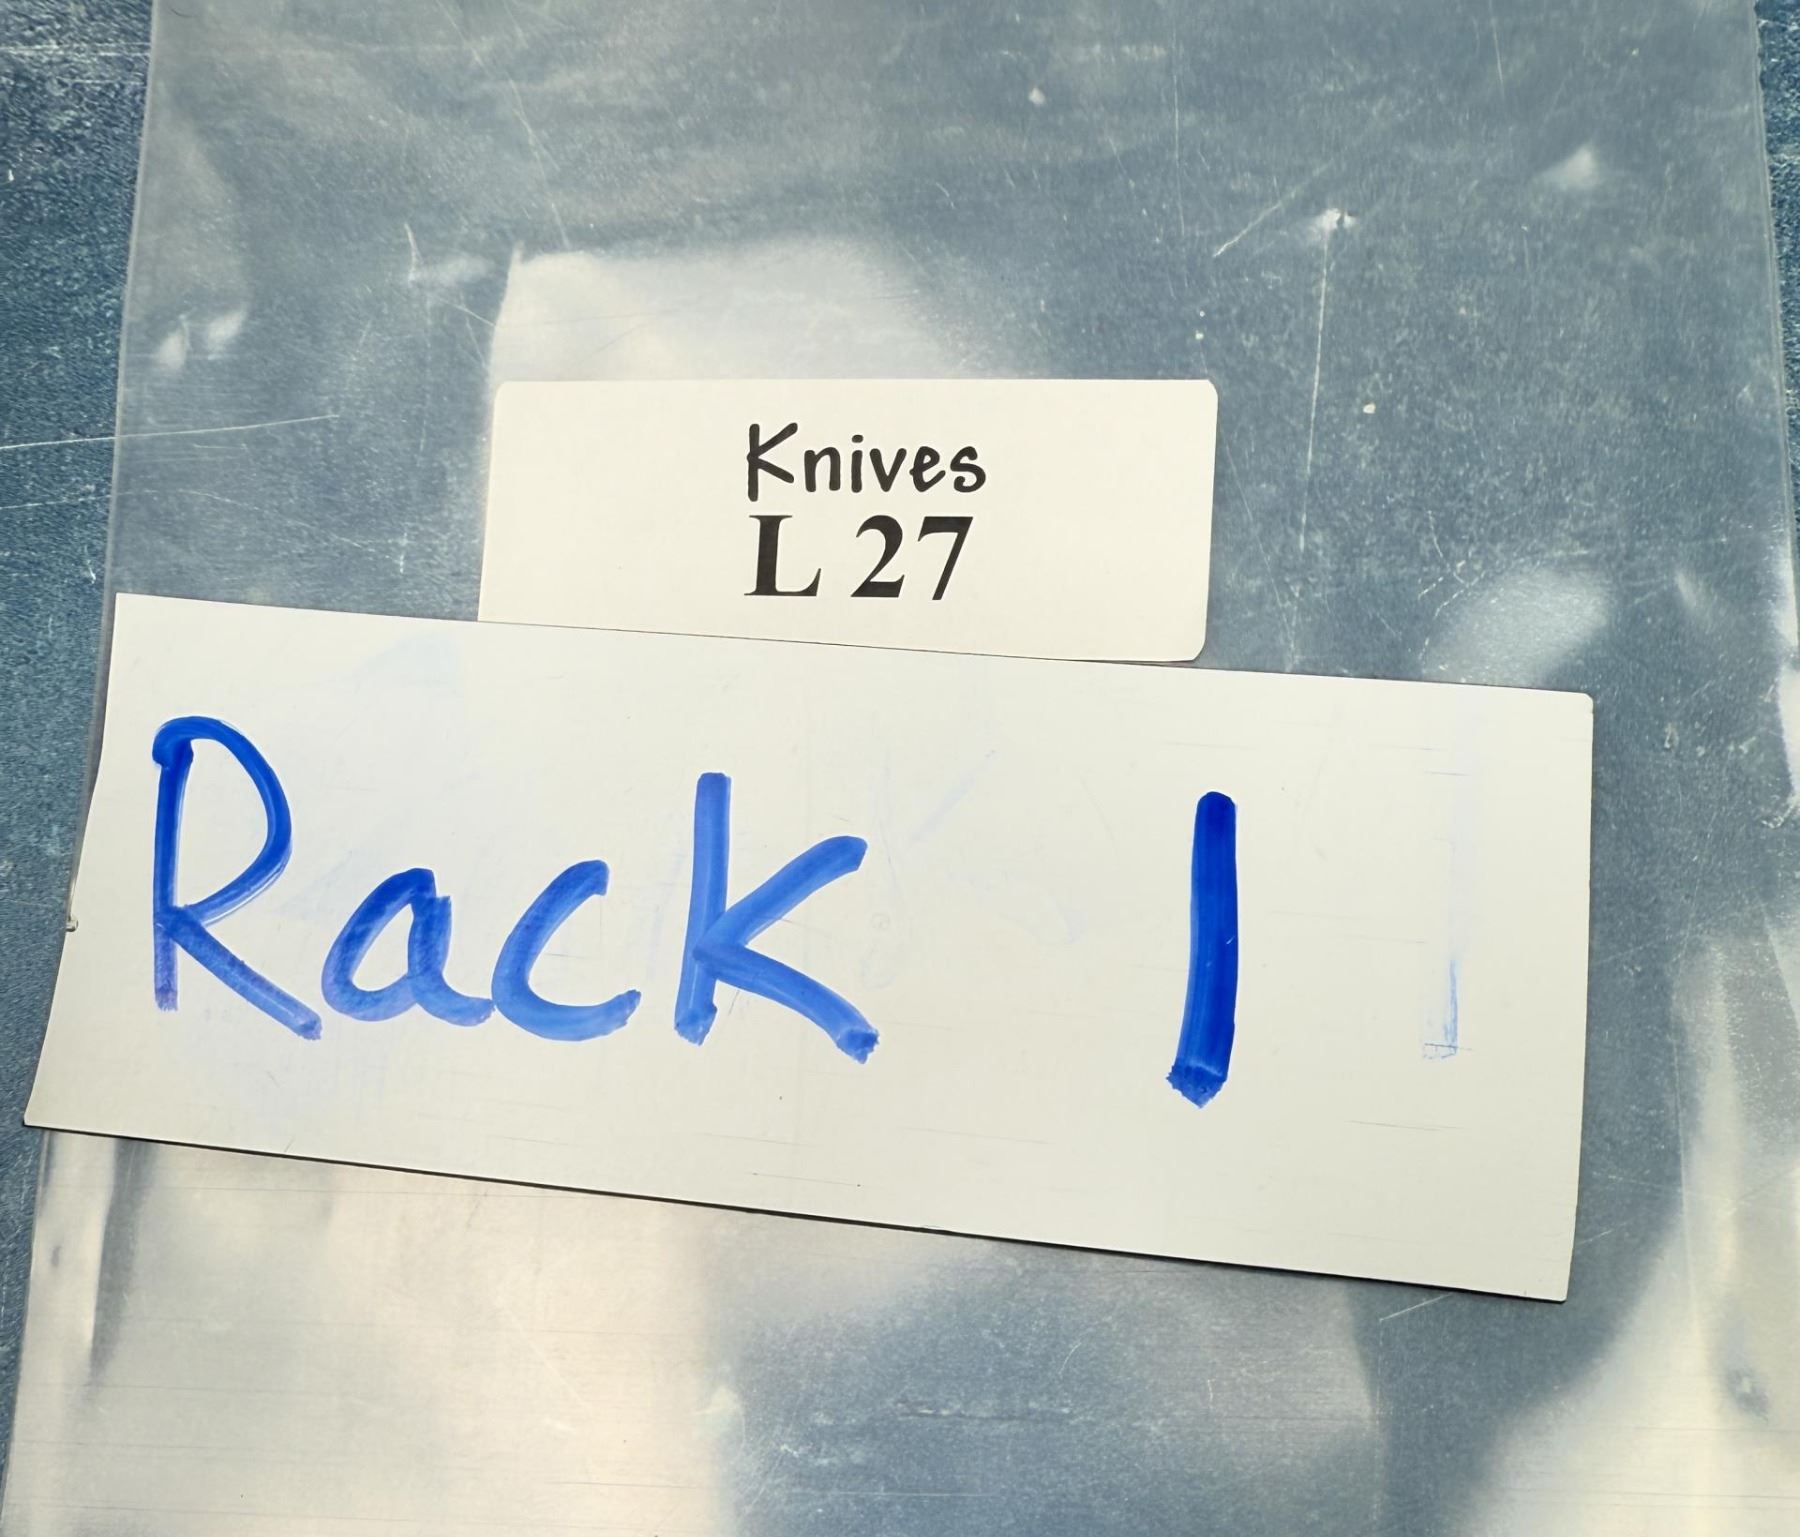 Knives
L 27
Rack 1